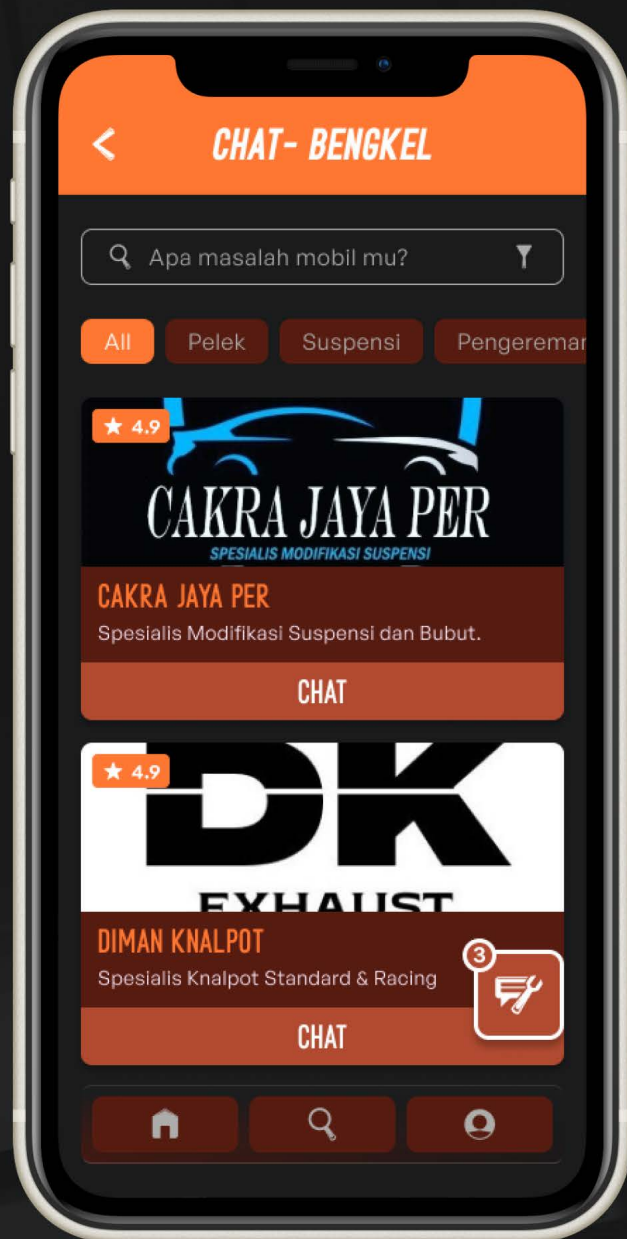 CHAT- BENGKEL
Apa masalah mobil mu?
All Pelek Suspensi Pengereman
4.9
CAKRA JAYA PER
SPESIALIS MODIFIKASI SUSPENSI
CAKRA JAYA PER
Spesialis Modifikasi Suspensi dan Bubut.
CHAT
4.9
DK
EXHAUST
DIMAN KNALPOT
3
Spesialis Knalpot Standard & Racing
CHAT